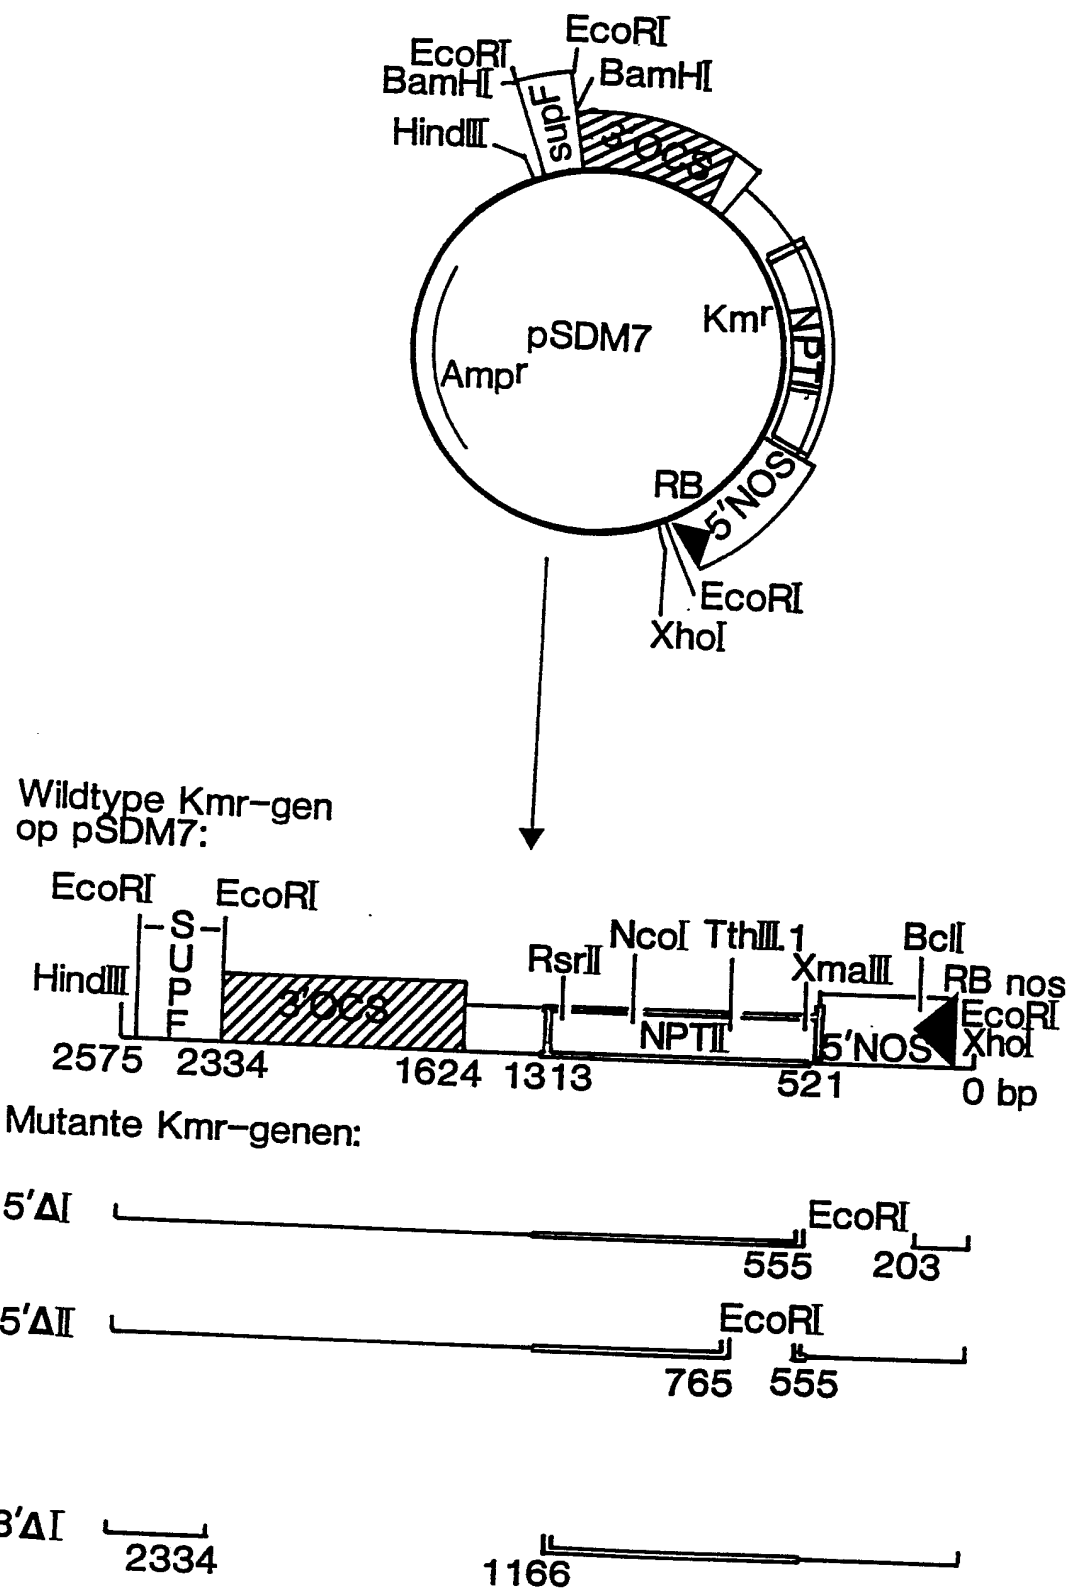 EcoRI
EcoRI
BamHI
BamHI
HindIII
supF
3'OCS
Kmr
NPTII
pSDM7
Ampr
RB
5'NOS
EcoRI
XhoI
Wildtype Kmr-gen
op pSDM7:
EcoRI
EcoRI
SUPF
HindIII
RsrII
NcoI
TthIII.1
XmaIII
BclI
RB nos
EcoRI
XhoI
3'OCS
NPTII
5'NOS
2575
2334
1624
1313
521
0 bp
Mutante Kmr-genen:
5'ΔI
EcoRI
555
203
5'ΔII
EcoRI
765
555
3'ΔI
2334
1166